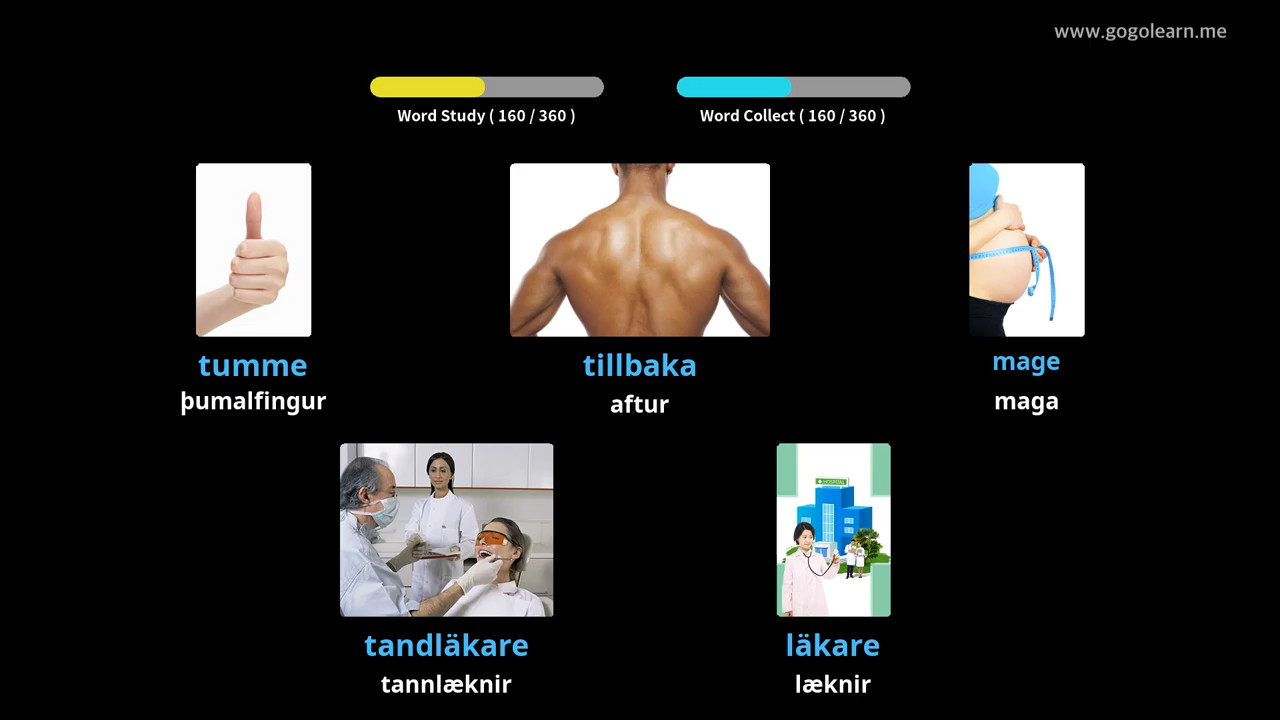 www.gogolearn.me
Word Study ( 160 / 360 )
Word Collect ( 160 / 360 )
tumme
þumalfingur
tillbaka
aftur
mage
maga
HOSPITAL
tandläkare
tannlæknir
läkare
læknir